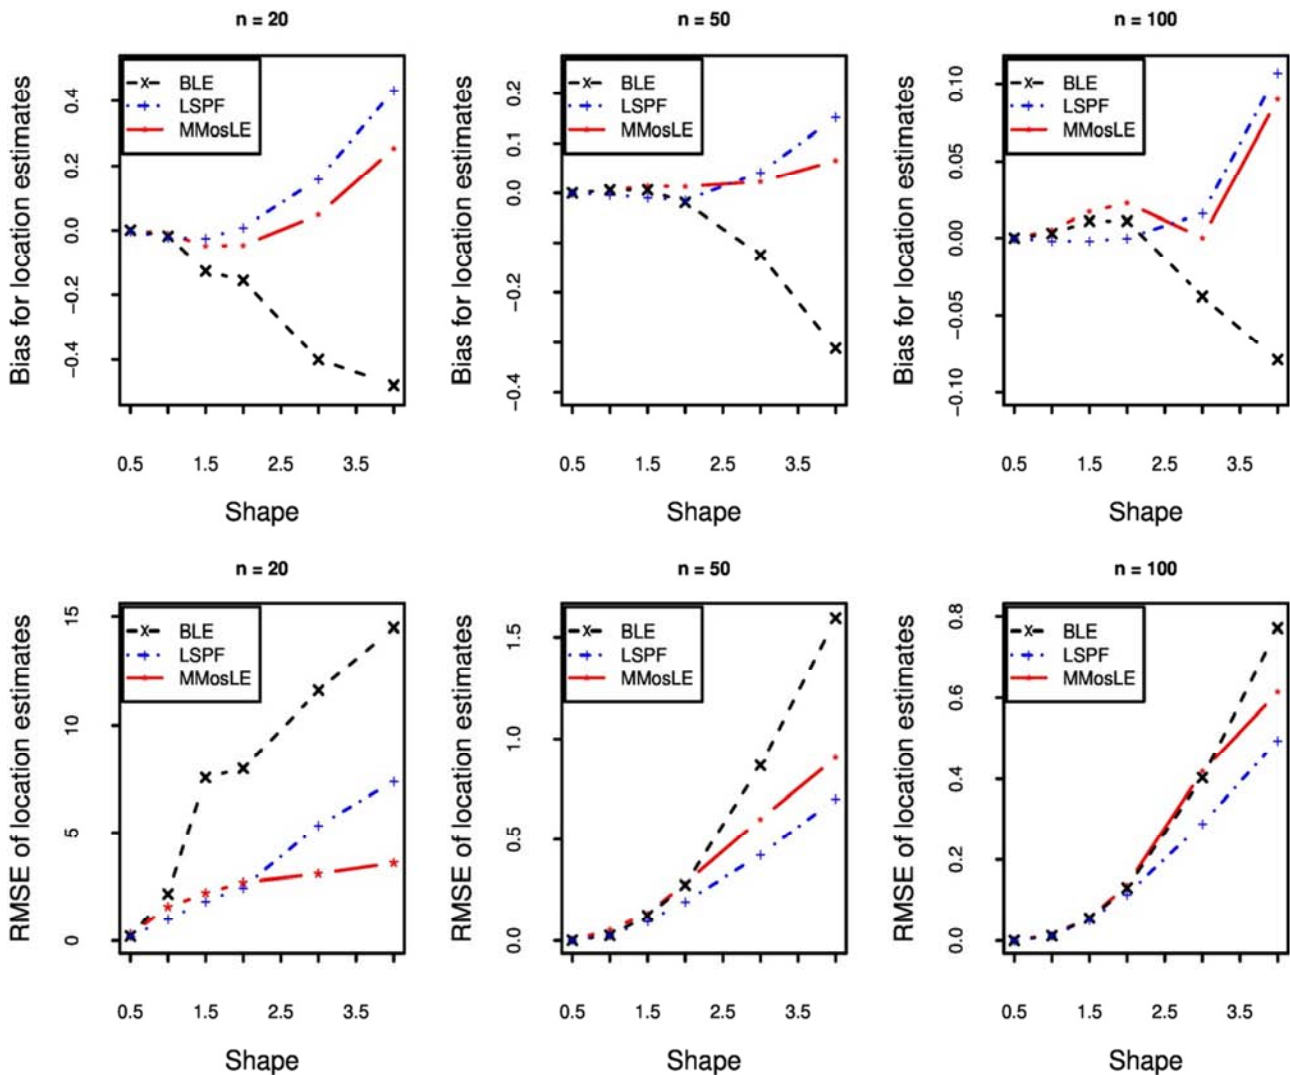 n = 20
Bias for location estimates
0.4
0.2
0.0
−0.2
−0.4
BLE
LSPF
MMosLE
0.5 1.5 2.5 3.5
Shape
n = 50
Bias for location estimates
0.2
0.1
0.0
−0.2
−0.4
BLE
LSPF
MMosLE
0.5 1.5 2.5 3.5
Shape
n = 100
Bias for location estimates
0.10
0.05
0.00
−0.05
−0.10
BLE
LSPF
MMosLE
0.5 1.5 2.5 3.5
Shape
n = 20
RMSE of location estimates
15
10
5
0
BLE
LSPF
MMosLE
0.5 1.5 2.5 3.5
Shape
n = 50
RMSE of location estimates
1.5
1.0
0.5
0.0
BLE
LSPF
MMosLE
0.5 1.5 2.5 3.5
Shape
n = 100
RMSE of location estimates
0.8
0.6
0.4
0.2
0.0
BLE
LSPF
MMosLE
0.5 1.5 2.5 3.5
Shape